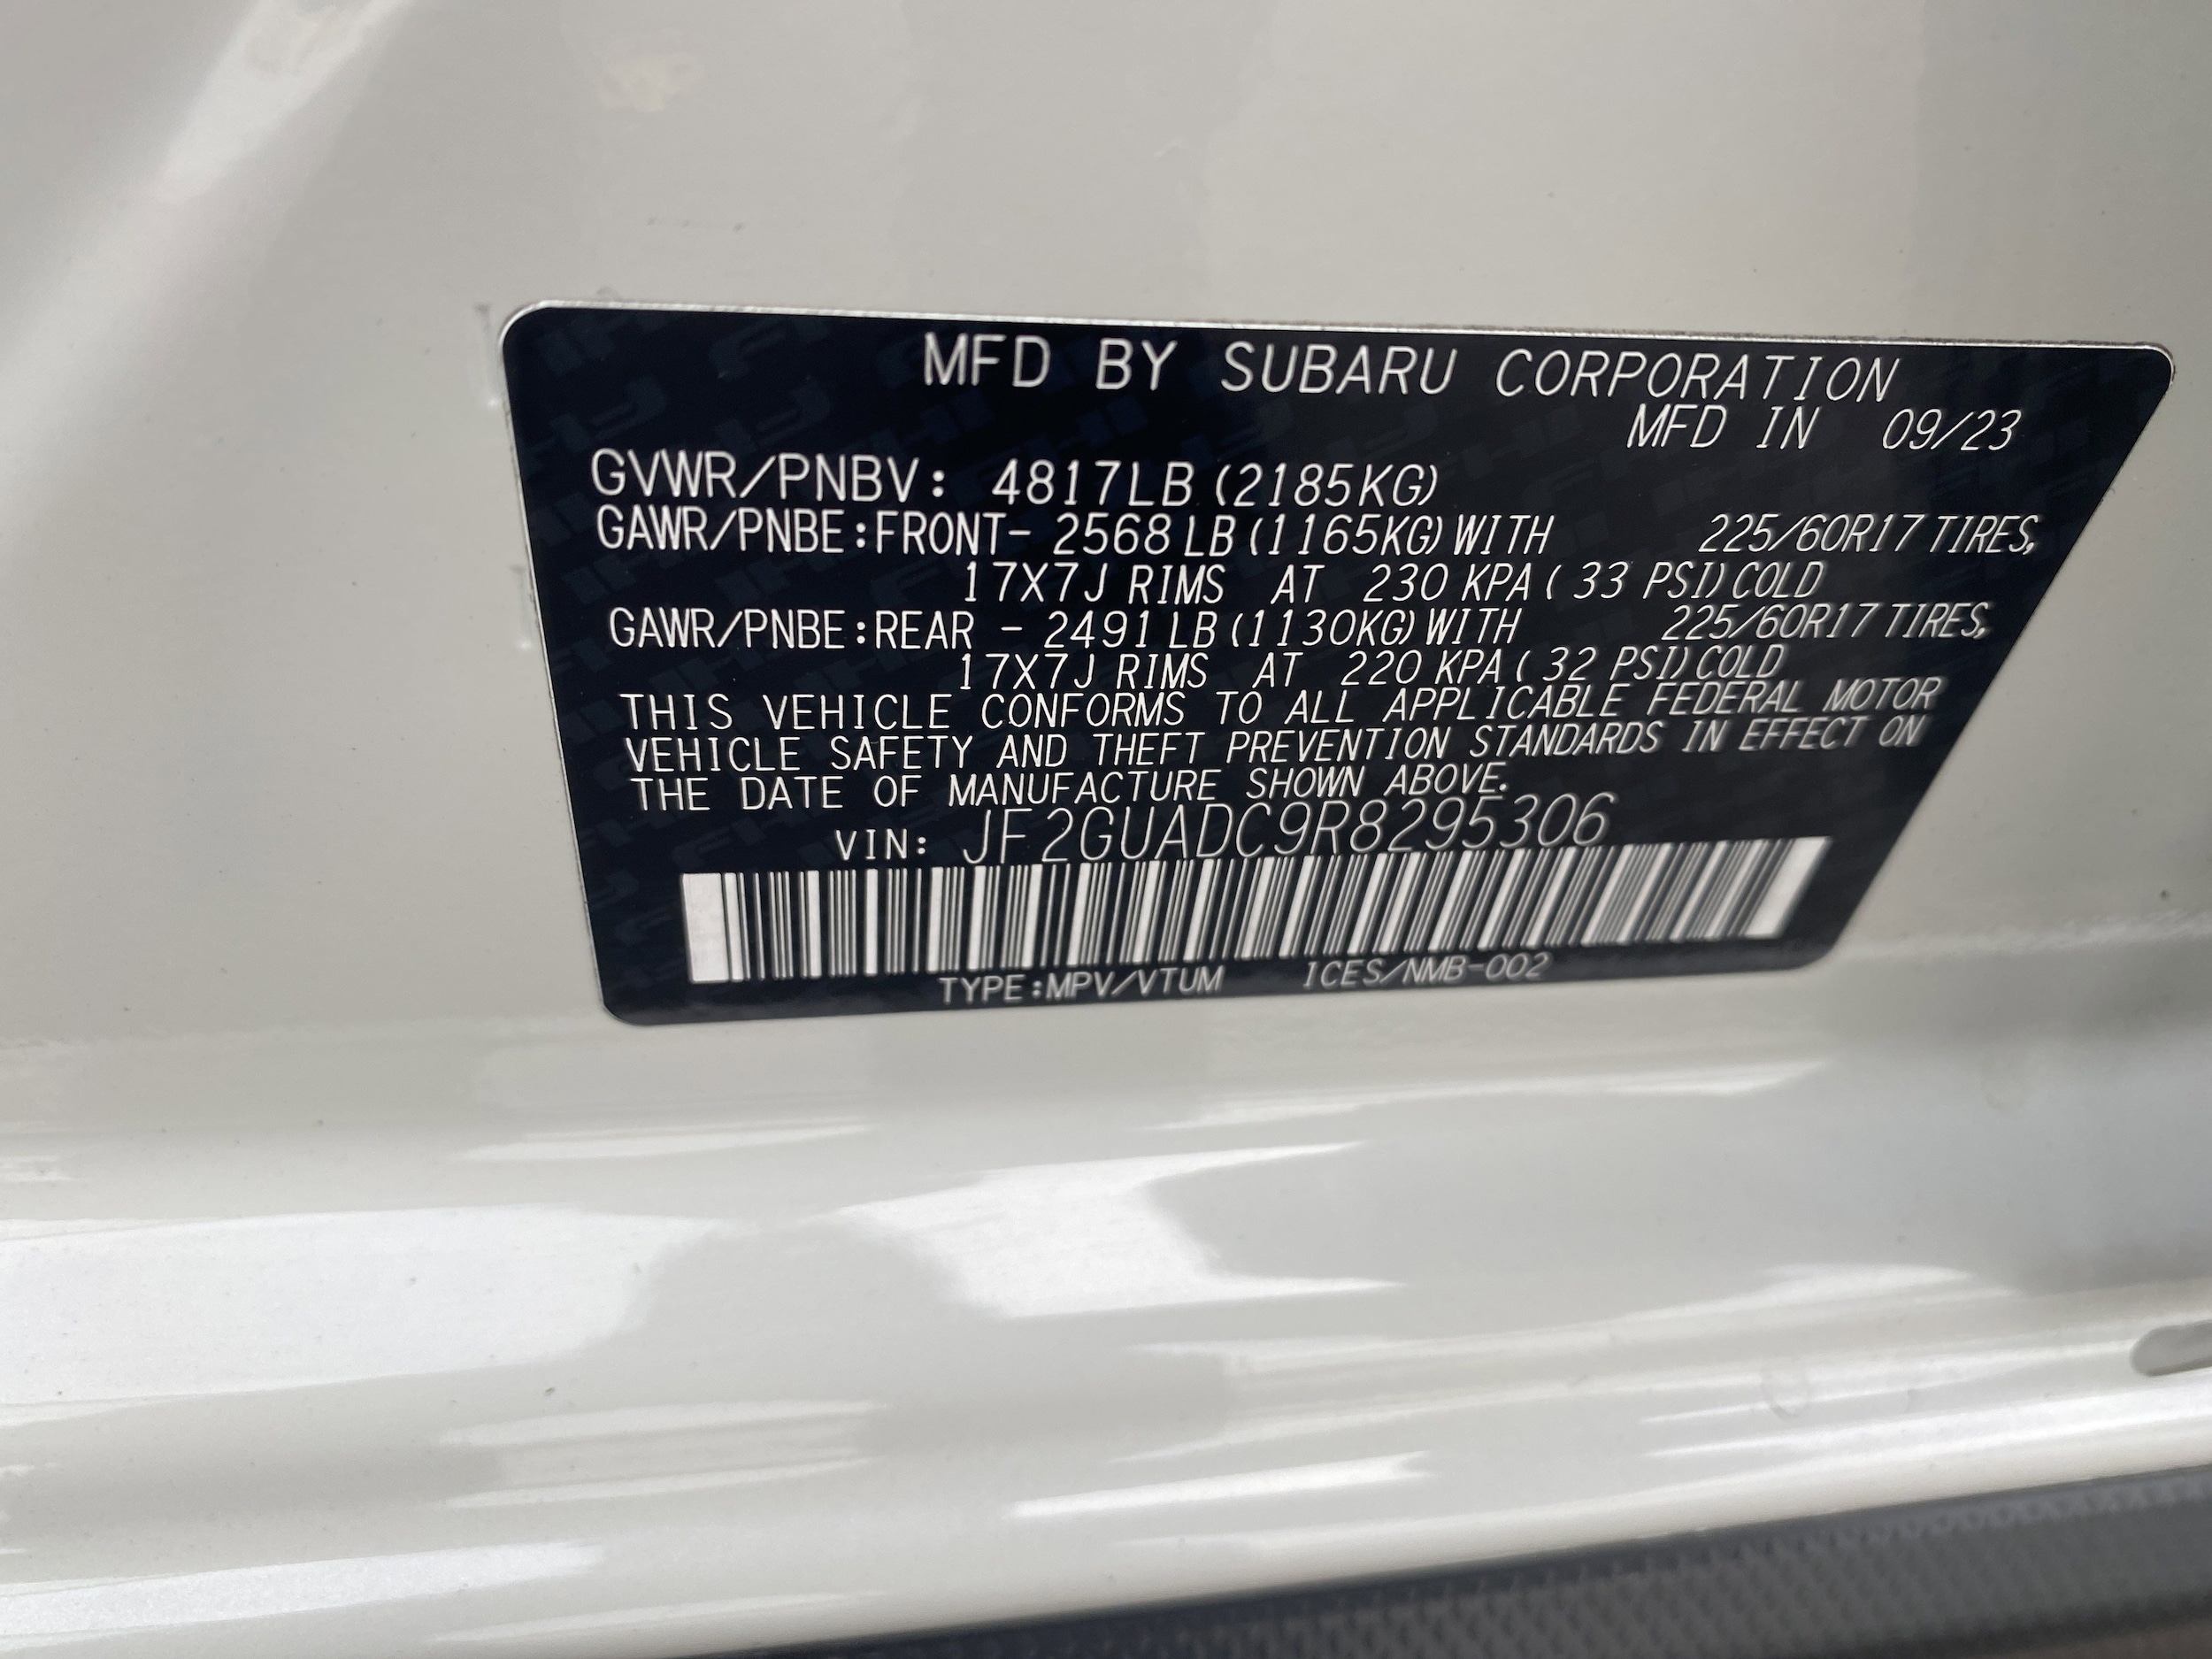 MFD BY SUBARU CORPORATION
MFD IN 09/23
GVWR/PNBV: 4817LB (2185KG)
GAWR/PNBE:FRONT- 2568 LB (1165KG) WITH 225/60R17 TIRES,
17X7J RIMS AT 230 KPA ( 33 PSI) COLD
GAWR/PNBE:REAR - 2491 LB (1130KG) WITH 225/60R17 TIRES,
17X7J RIMS AT 220 KPA ( 32 PSI) COLD
THIS VEHICLE CONFORMS TO ALL APPLICABLE FEDERAL MOTOR
VEHICLE SAFETY AND THEFT PREVENTION STANDARDS IN EFFECT ON
THE DATE OF MANUFACTURE SHOWN ABOVE.
VIN: JF2GUADC9R8295306
TYPE:MPV/VTUM ICES/NMB-002